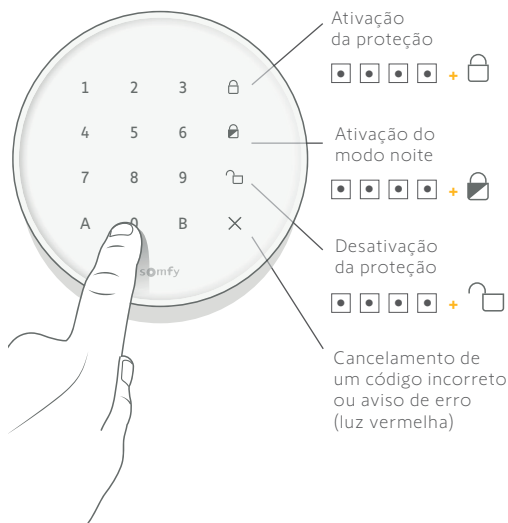 Ativação
da proteção
+
1 2 3
4 5 6
7 8 9
A 0 B
somfy
Ativação do
modo noite
+
Desativação
da proteção
+
Cancelamento de
um código incorreto
ou aviso de erro
(luz vermelha)